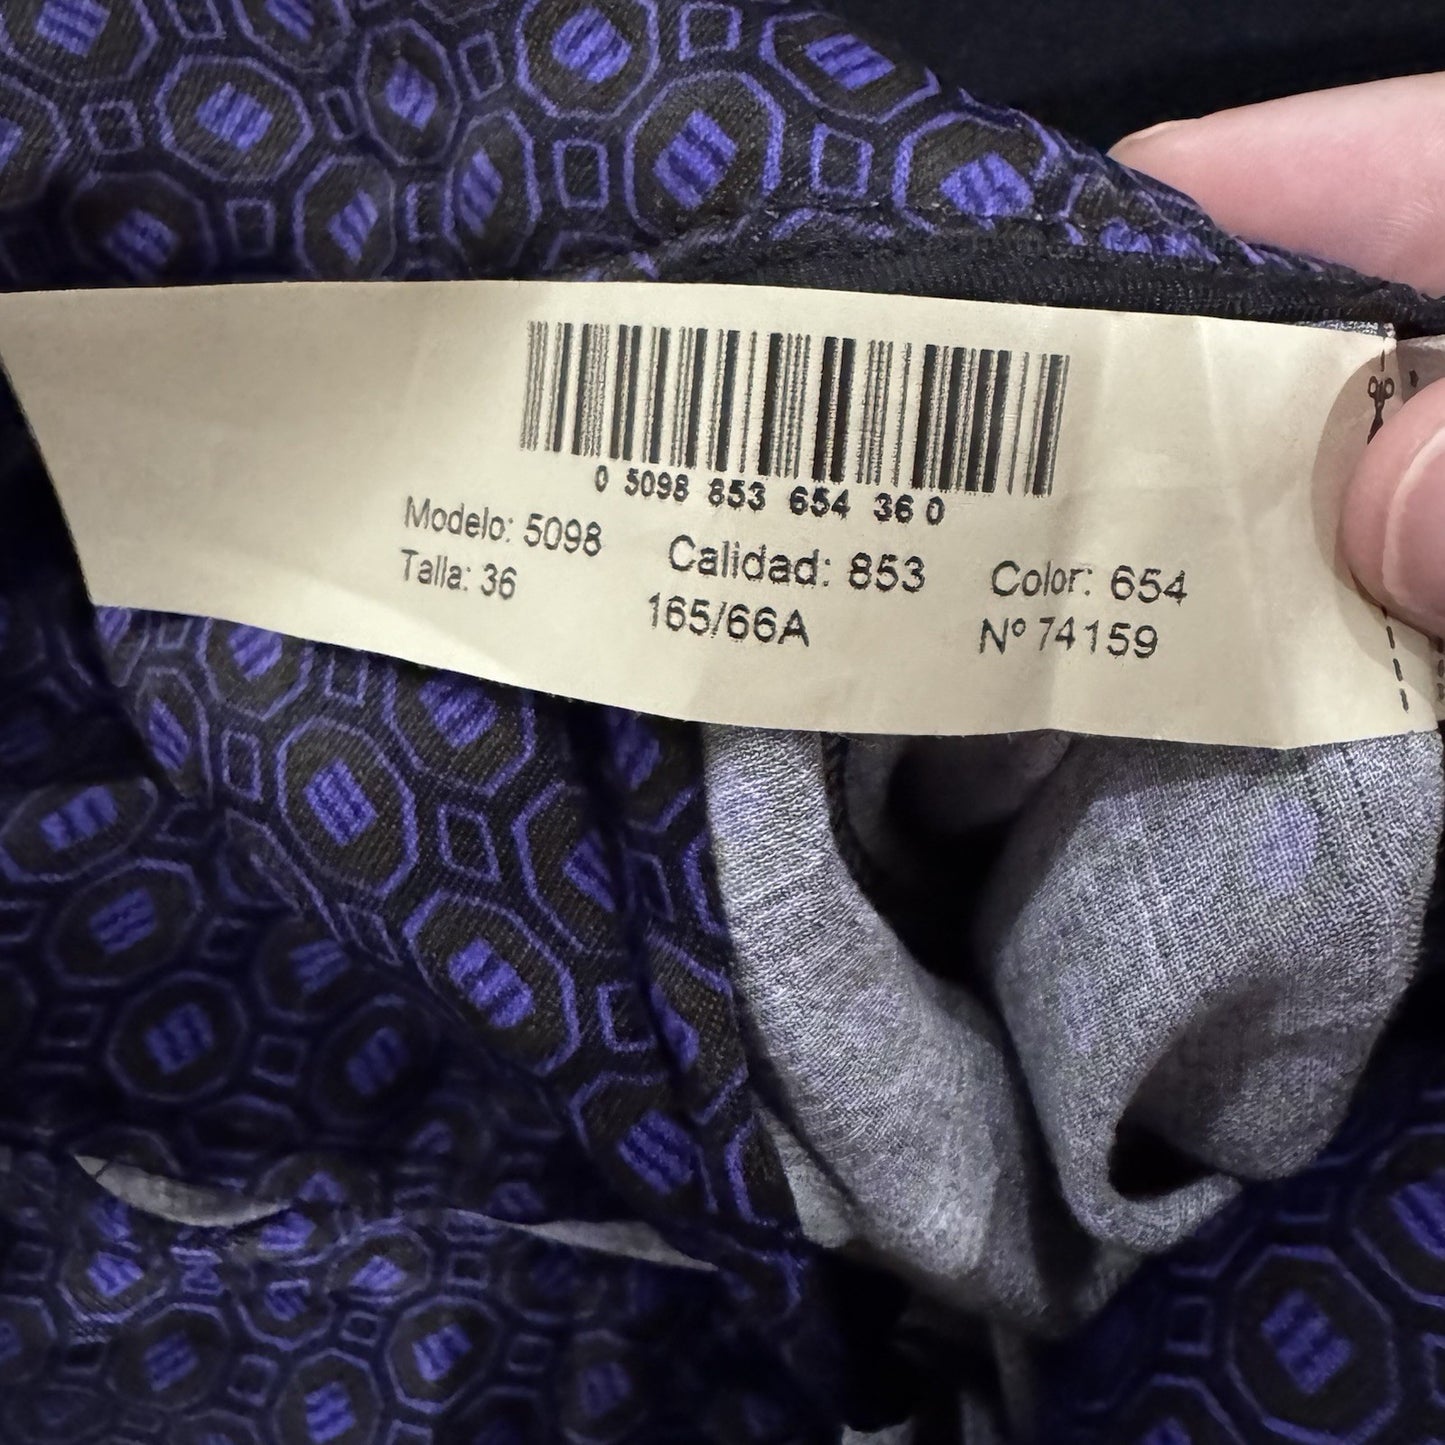 0 5098 853 654 36 0
Modelo: 5098 Calidad: 853 Color: 654
Talla: 36 165/66A Nº 74159